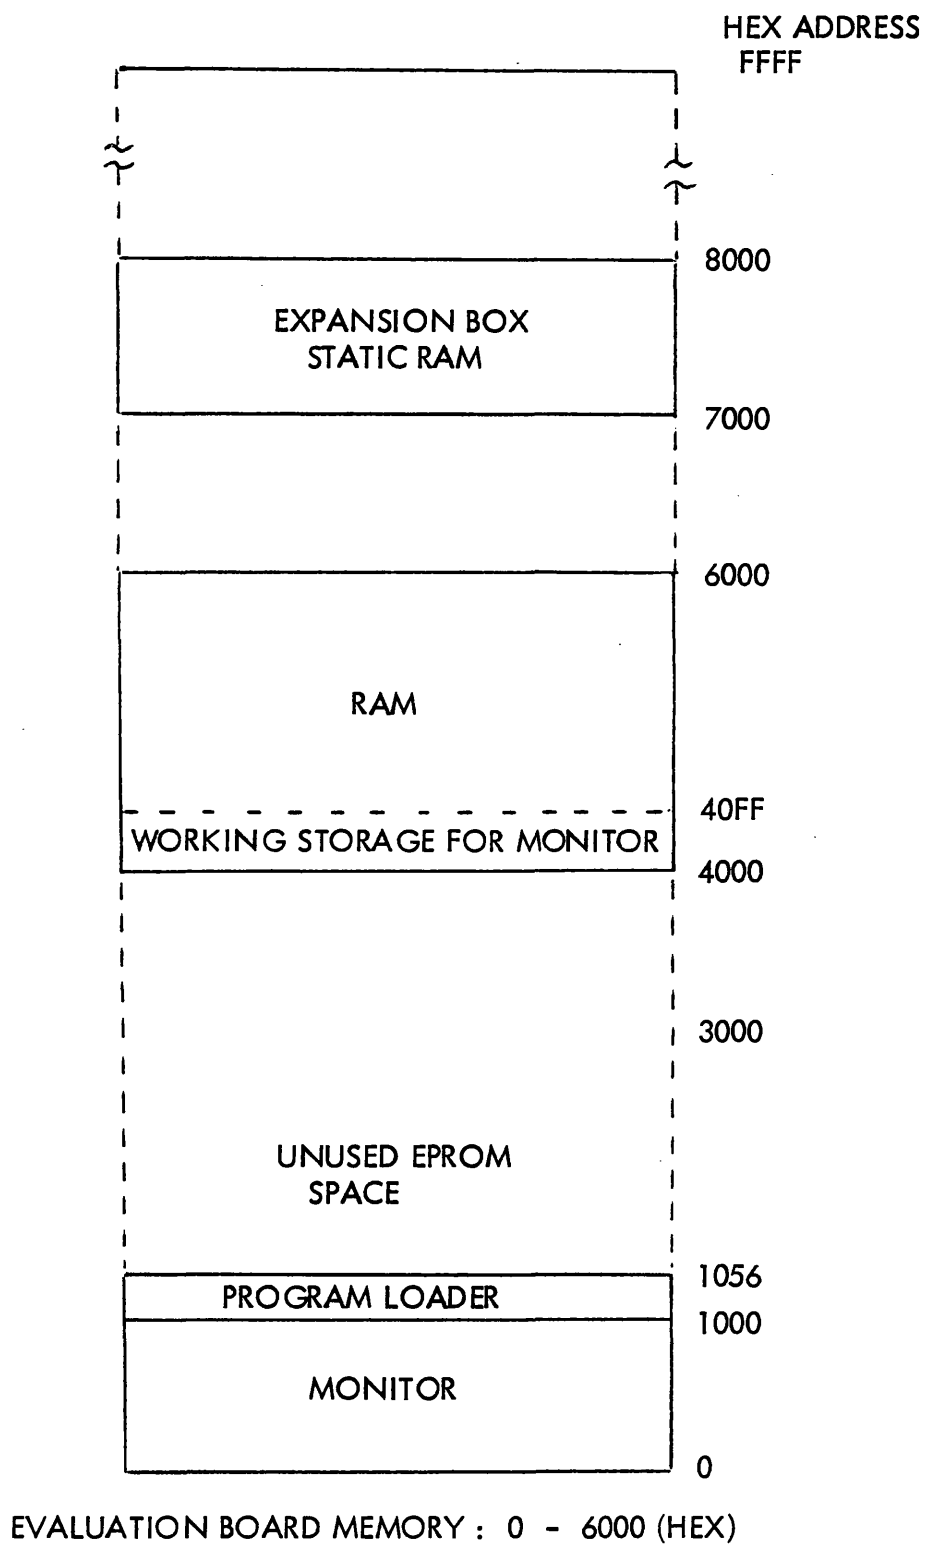 HEX ADDRESS
FFFF
8000
EXPANSION BOX
STATIC RAM
7000
6000
RAM
40FF
WORKING STORAGE FOR MONITOR
4000
3000
UNUSED EPROM
SPACE
1056
PROGRAM LOADER
1000
MONITOR
0
EVALUATION BOARD MEMORY : 0 - 6000 (HEX)